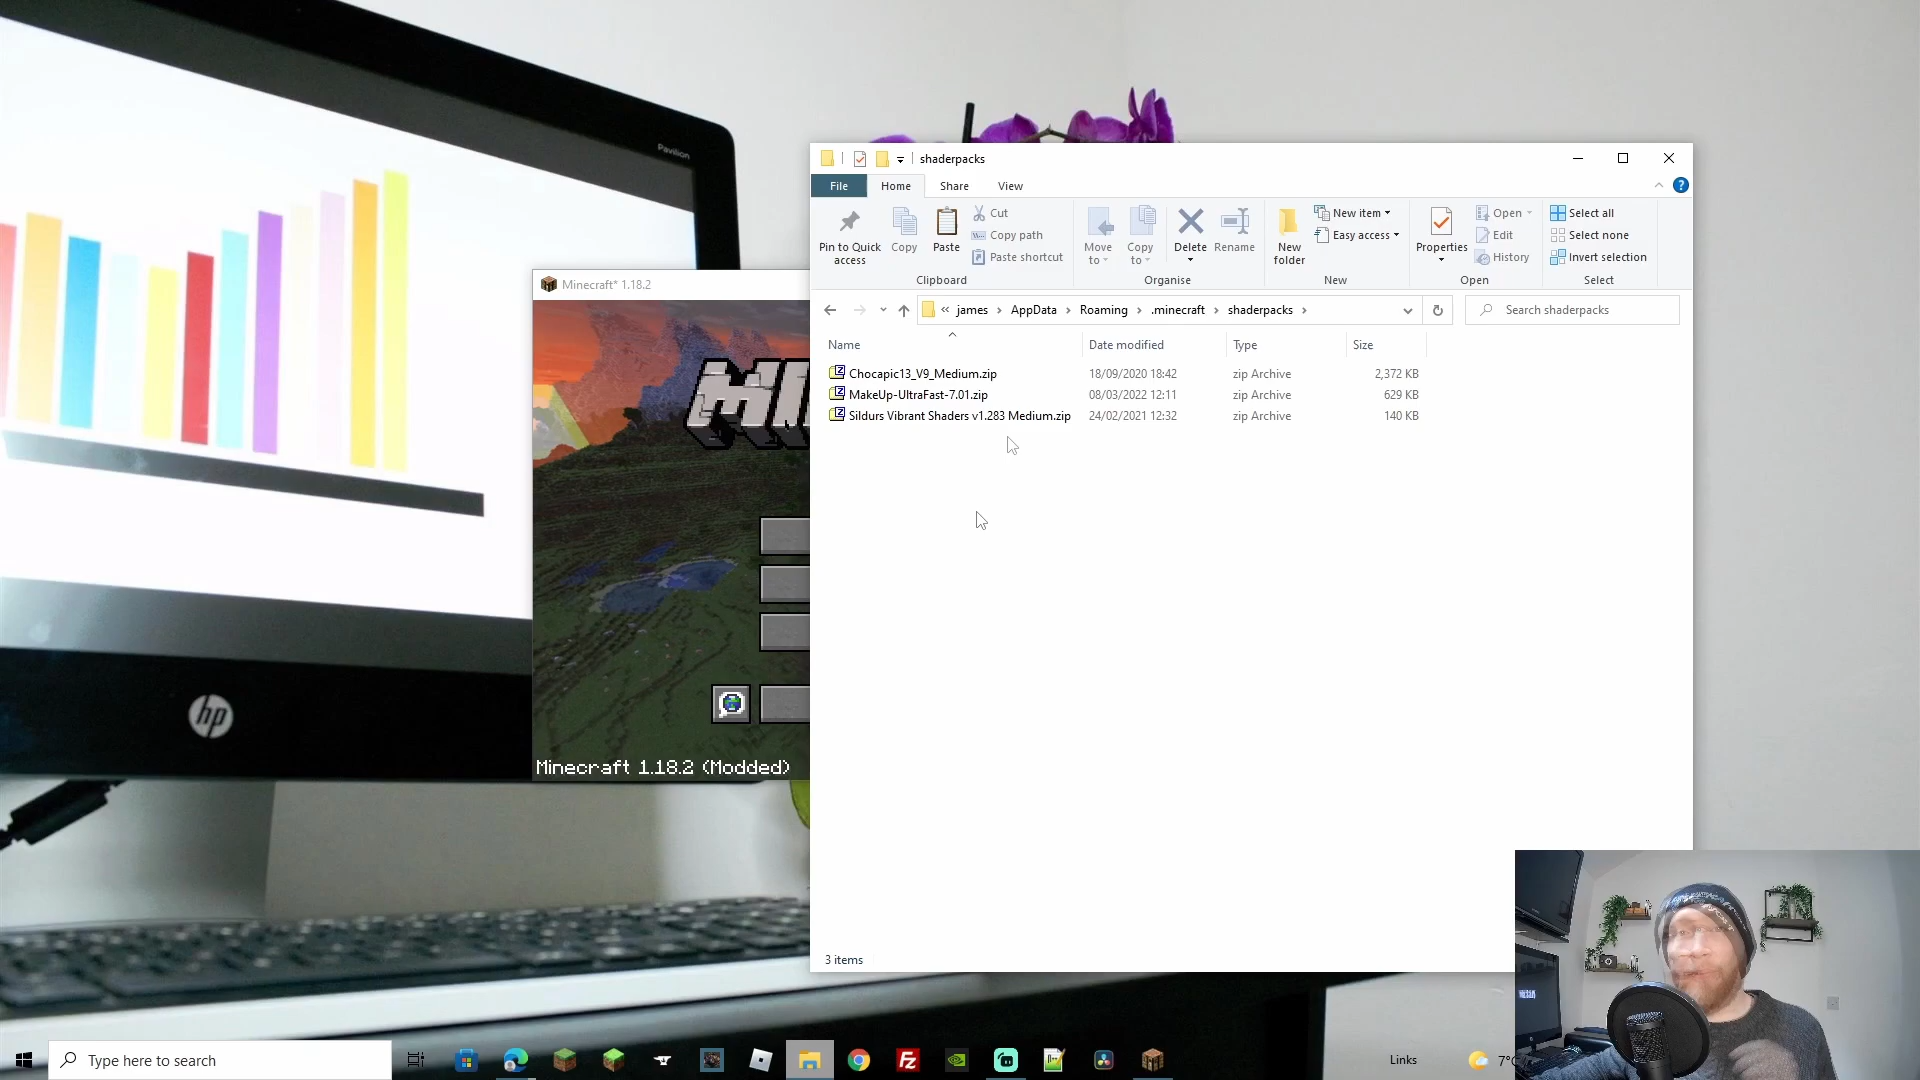 Pavilion
hp
shaderpacks
File
Home
Share
View
Pin to Quick access
Copy
Paste
Cut
Copy path
Paste shortcut
Clipboard
Move to
Copy to
Delete
Rename
Organise
New folder
New item
Easy access
New
Properties
Open
Edit
History
Open
Select all
Select none
Invert selection
Select
Minecraft* 1.18.2
« james › AppData › Roaming › .minecraft › shaderpacks ›
Search shaderpacks
Name
Date modified
Type
Size
Chocapic13_V9_Medium.zip 18/09/2020 18:42 zip Archive 2,372 KB
MakeUp-UltraFast-7.01.zip 08/03/2022 12:11 zip Archive 629 KB
Sildurs Vibrant Shaders v1.283 Medium.zip 24/02/2021 12:32 zip Archive 140 KB
Minecraft 1.18.2 (Modded)
3 items
Type here to search
Links
7°C